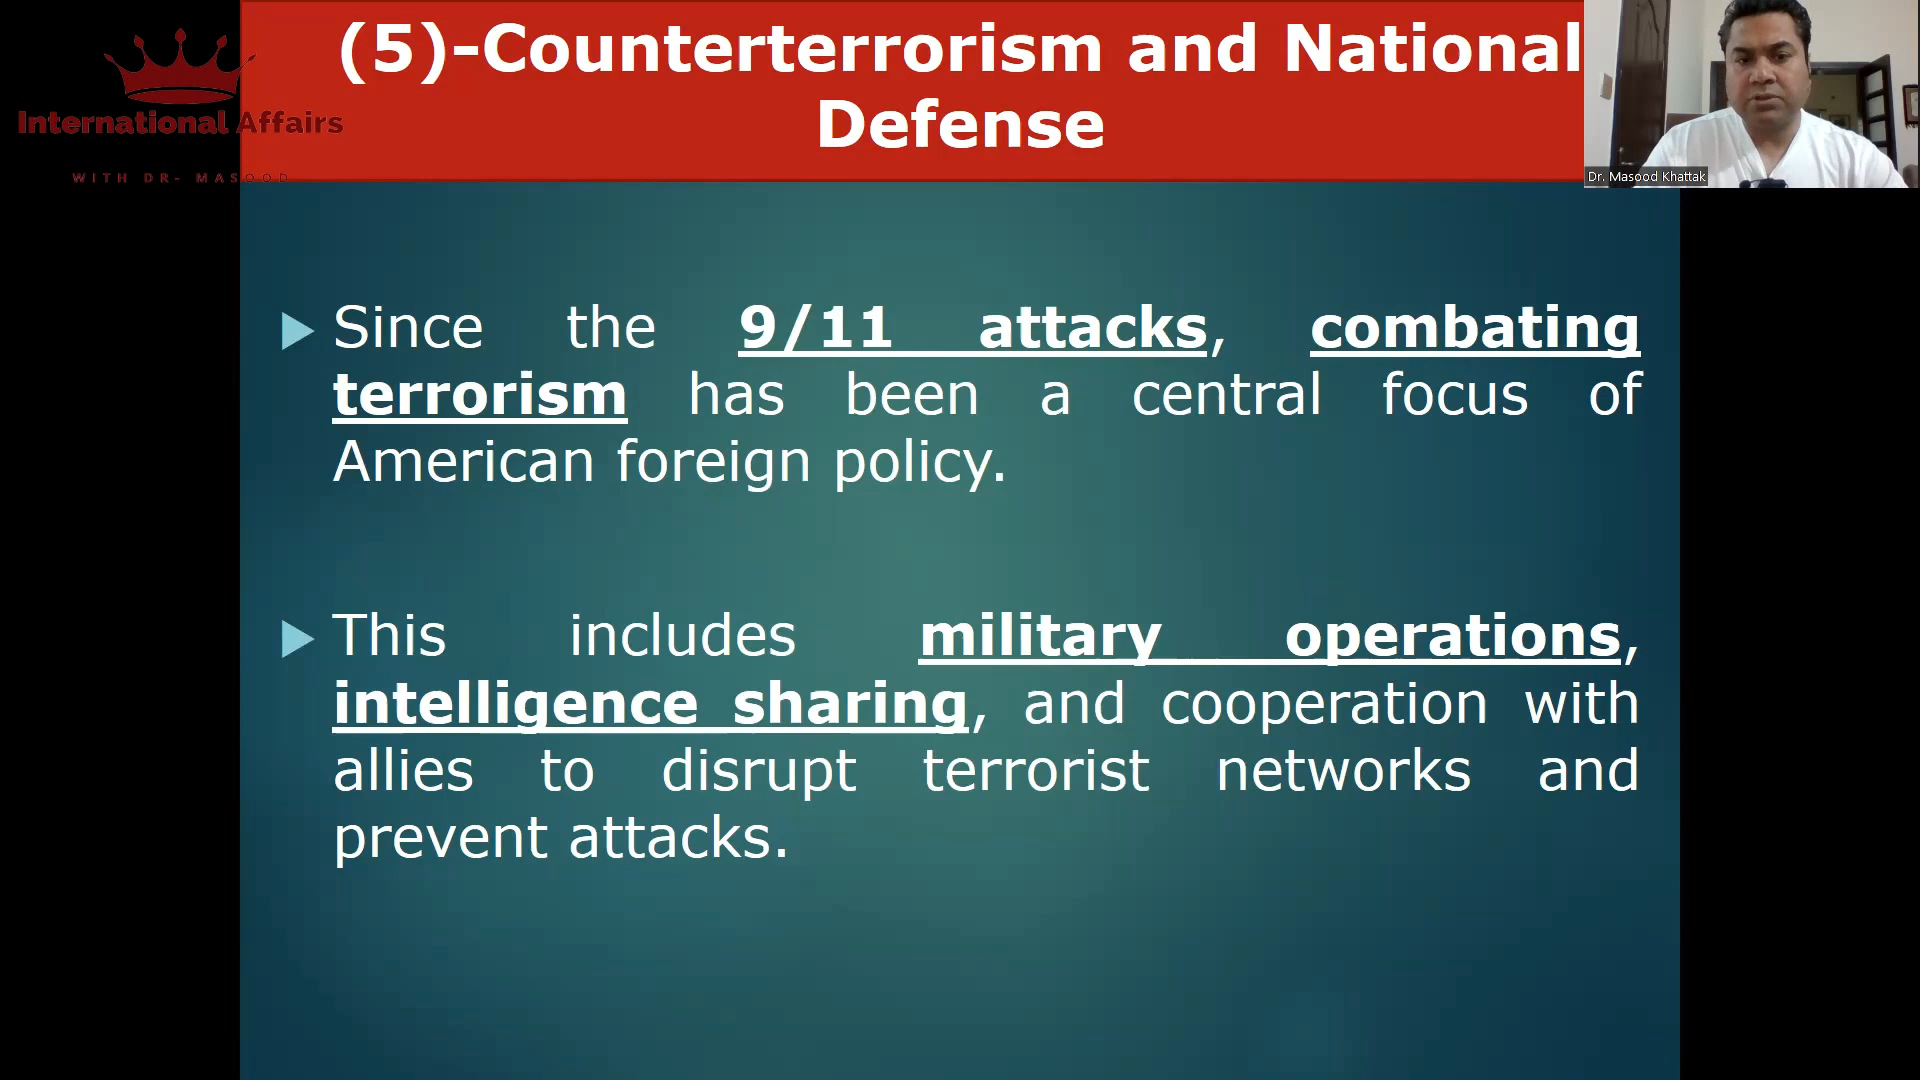 (5)-Counterterrorism and National
Defense
International Affairs
WITH DR- MASOOD
Dr. Masood Khattak
Since the 9/11 attacks, combating
terrorism has been a central focus of
American foreign policy.
This includes military operations,
intelligence sharing, and cooperation with
allies to disrupt terrorist networks and
prevent attacks.